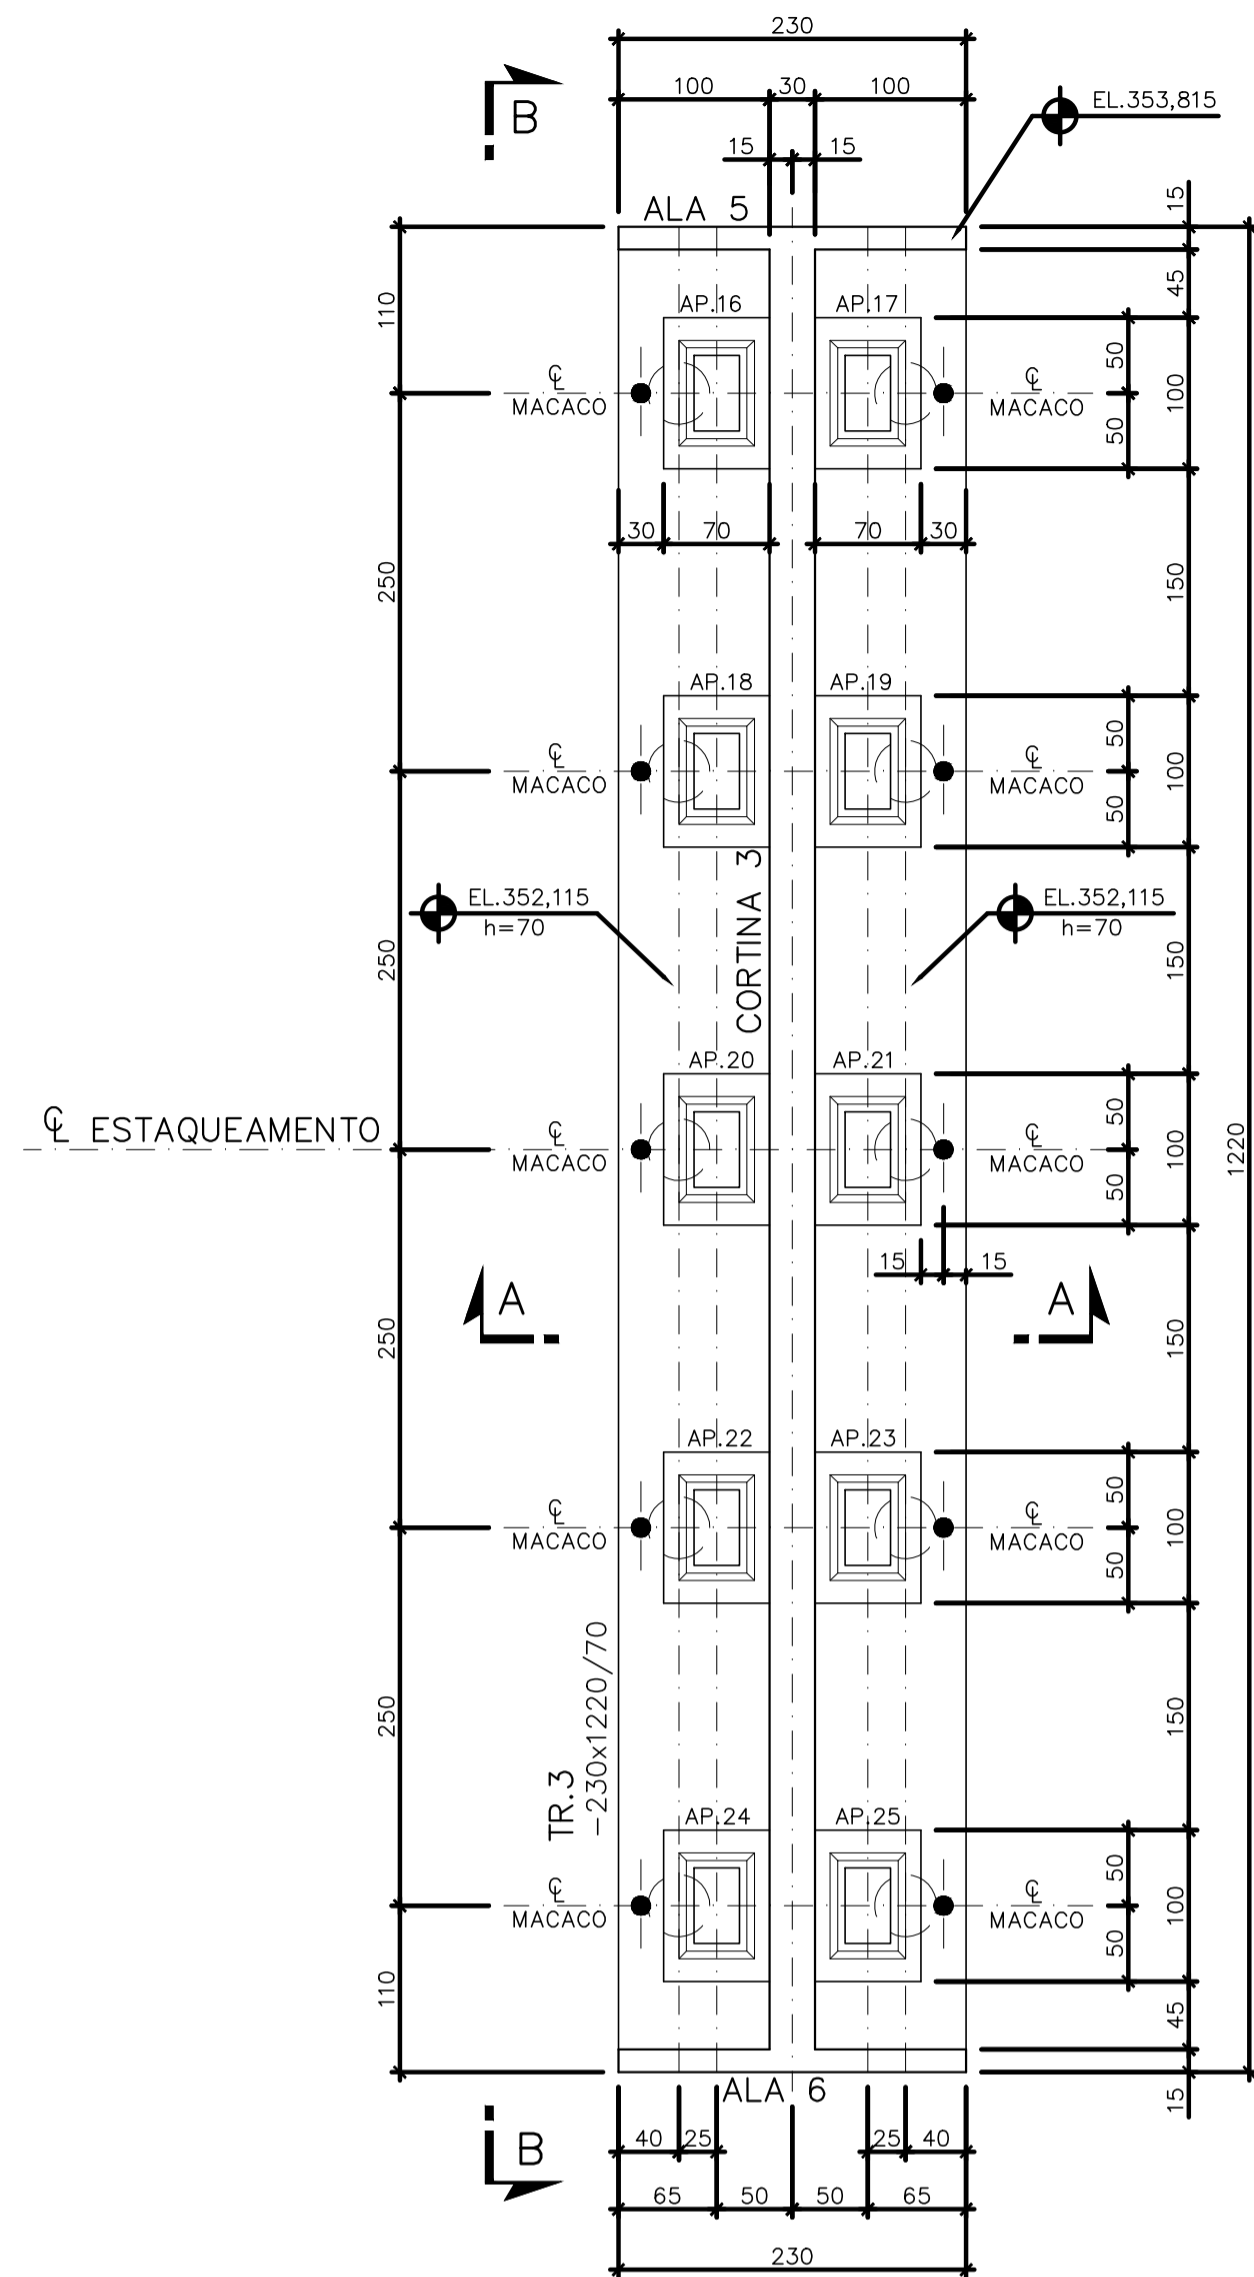 230
100 30 100
B
EL.353,815
15 15
15
ALA 5
110
45
AP.16 AP.17
50
℄
MACACO
℄
MACACO
100
50
30 70 70 30
250
150
AP.18 AP.19
50
℄
MACACO
℄
MACACO
100
50
CORTINA 3
EL.352,115
h=70
EL.352,115
h=70
250
150
AP.20 AP.21
50
℄ ESTAQUEAMENTO
℄
MACACO
℄
MACACO
100
50
1220
15 15
A A
250
150
AP.22 AP.23
50
℄
MACACO
℄
MACACO
100
50
TR.3
-230x1220/70
250
150
AP.24 AP.25
50
℄
MACACO
℄
MACACO
100
50
110
45
15
ALA 6
B
40 25 25 40
65 50 50 65
230